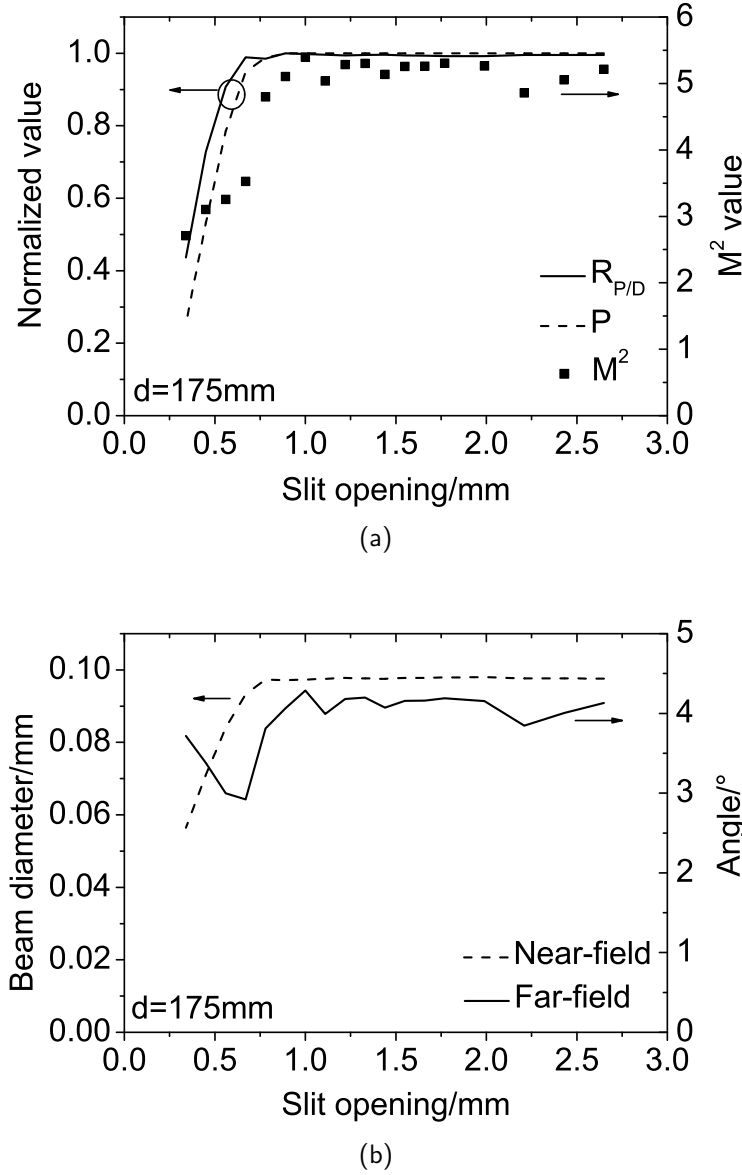 6
1.0
5
0.8
4
0.6
3
0.4
2
0.2
1
0.0
0
Normalized value
M² value
R_P/D
P
M²
d=175mm
0.0 0.5 1.0 1.5 2.0 2.5 3.0
Slit opening/mm
(a)
5
0.10
4
0.08
3
0.06
2
0.04
1
0.02
0.00
0
Beam diameter/mm
Angle/°
Near-field
Far-field
d=175mm
0.0 0.5 1.0 1.5 2.0 2.5 3.0
Slit opening/mm
(b)